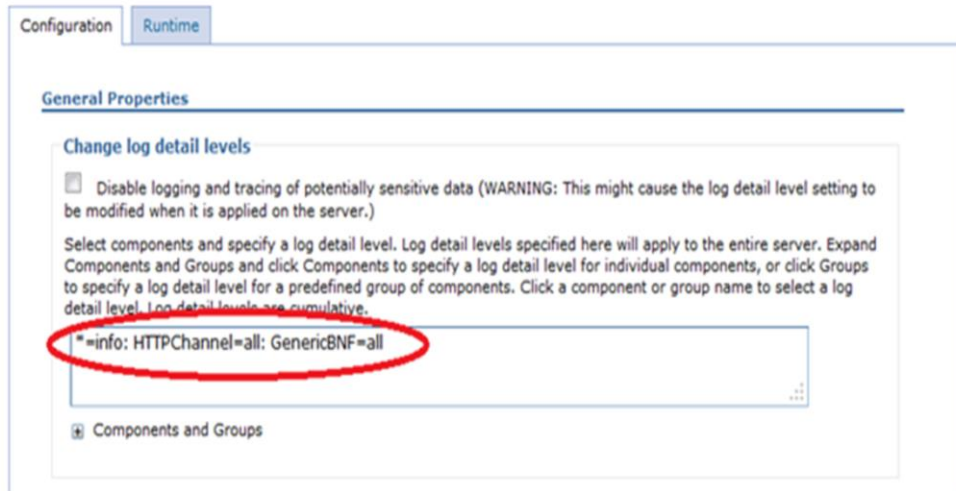 Configuration Runtime
General Properties
Change log detail levels
Disable logging and tracing of potentially sensitive data (WARNING: This might cause the log detail level setting to
be modified when it is applied on the server.)
Select components and specify a log detail level. Log detail levels specified here will apply to the entire server. Expand
Components and Groups and click Components to specify a log detail level for individual components, or click Groups
to specify a log detail level for a predefined group of components. Click a component or group name to select a log
detail level. Log detail levels are cumulative.
*=info: HTTPChannel=all: GenericBNF=all
Components and Groups